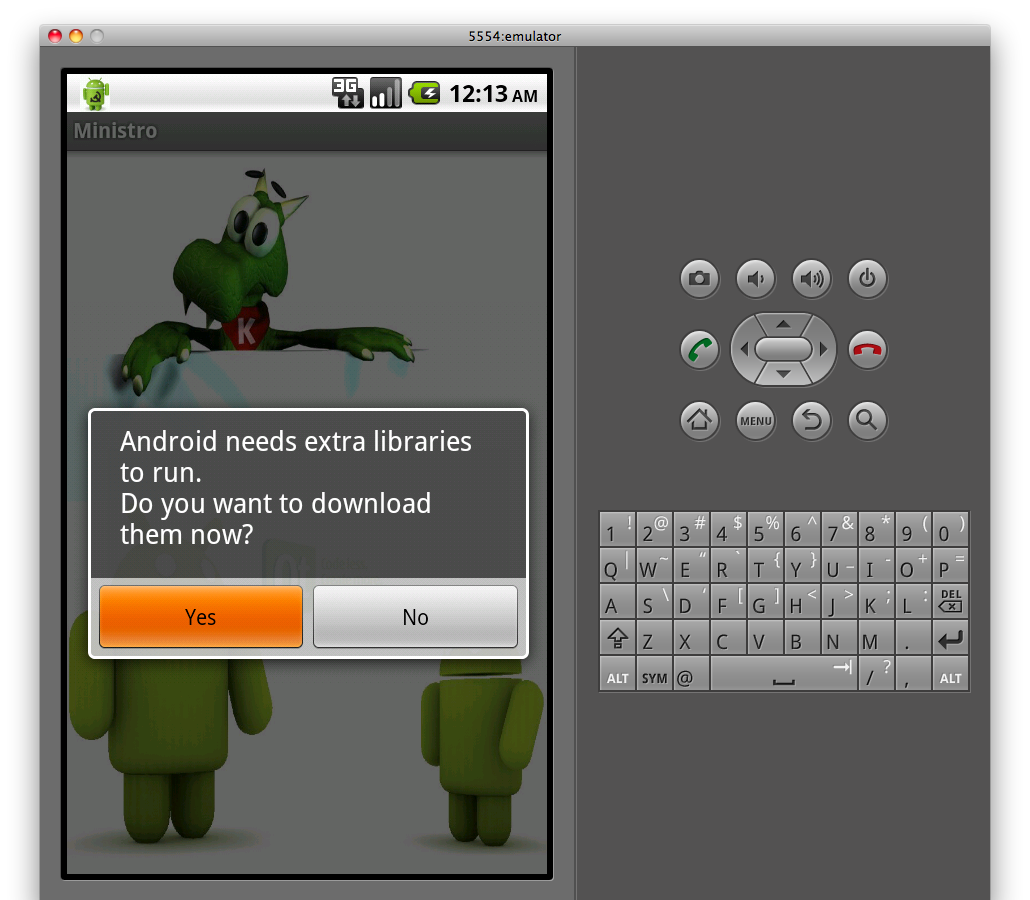 5554:emulator
3G
12:13 AM
Ministro
K
Android needs extra libraries
to run.
Do you want to download
them now?
Yes
No
MENU
1 ! 2 @ 3 # 4 $ 5 % 6 ^ 7 & 8 * 9 ( 0 )
Q | W ~ E " R ` T { Y } U _ I - O + P =
A S \ D ' F [ G ] H < J > K ; L : DEL
Z X C V B N M .
ALT SYM @ / ? , ALT